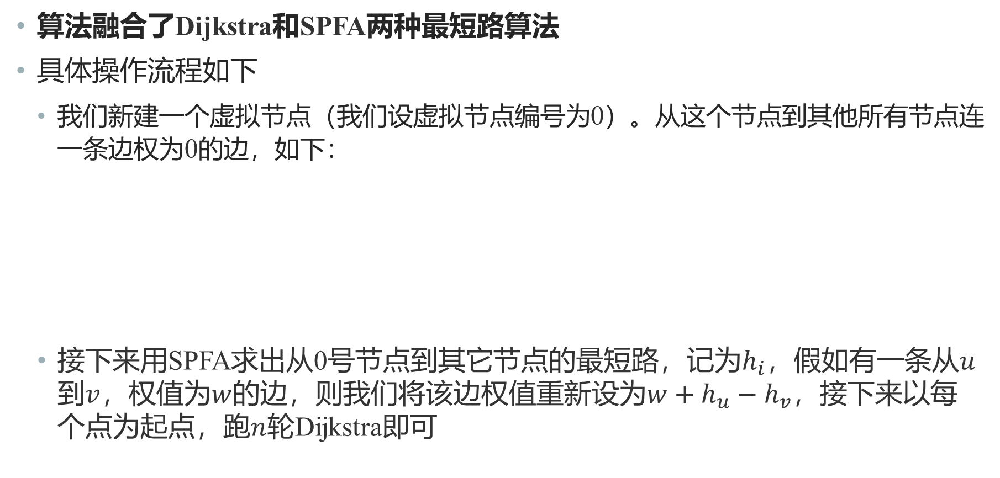 • 算法融合了Dijkstra和SPFA两种最短路算法
• 具体操作流程如下
• 我们新建一个虚拟节点（我们设虚拟节点编号为0）。从这个节点到其他所有节点连
一条边权为0的边，如下：
• 接下来用SPFA求出从0号节点到其它节点的最短路，记为$h_i$，假如有一条从$u$
到$v$，权值为$w$的边，则我们将该边权值重新设为$w + h_u - h_v$，接下来以每
个点为起点，跑$n$轮Dijkstra即可